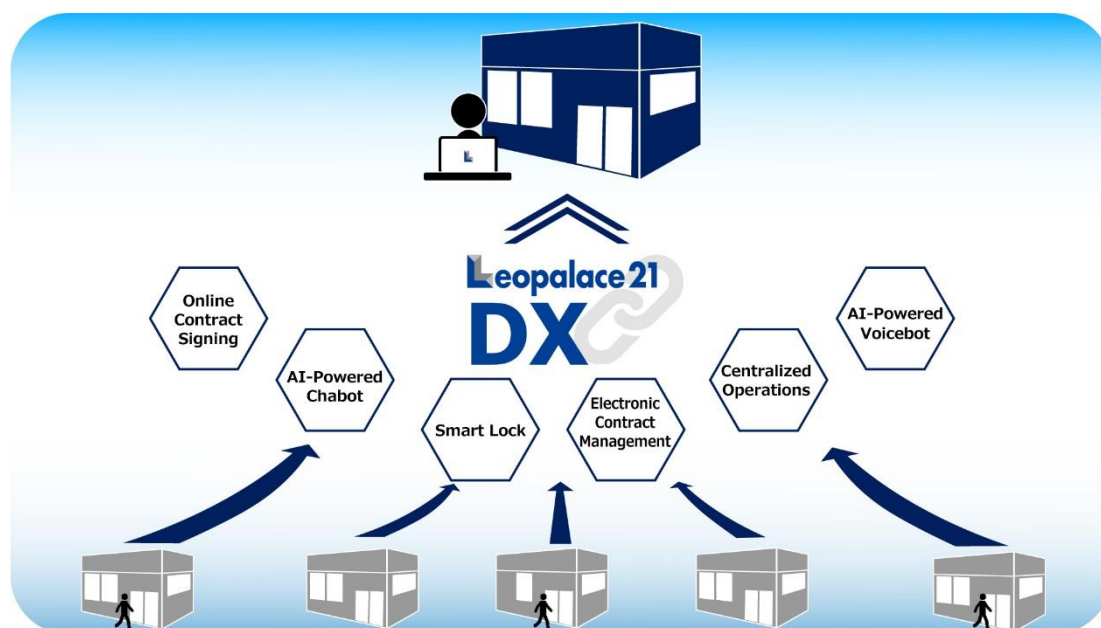 Leopalace21
DX
Online
Contract
Signing
AI-Powered
Chabot
Smart Lock
Electronic
Contract
Management
Centralized
Operations
AI-Powered
Voicebot